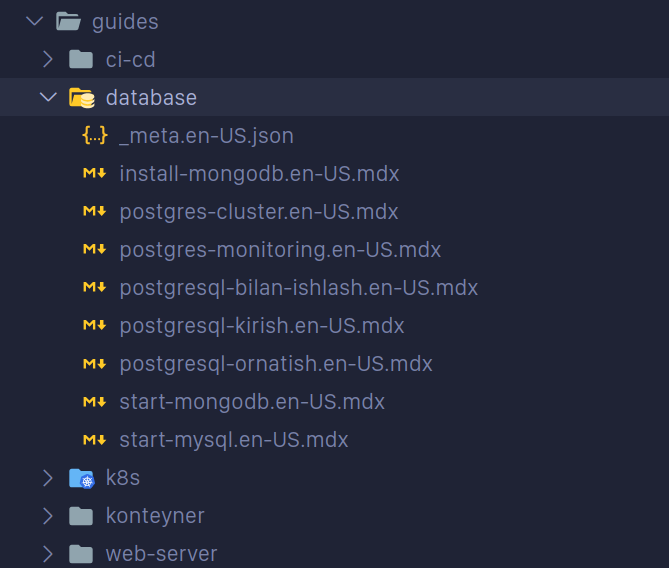 guides
ci-cd
database
{..} _meta.en-US.json
M install-mongodb.en-US.mdx
M postgres-cluster.en-US.mdx
M postgres-monitoring.en-US.mdx
M postgresql-bilan-ishlash.en-US.mdx
M postgresql-kirish.en-US.mdx
M postgresql-ornatish.en-US.mdx
M start-mongodb.en-US.mdx
M start-mysql.en-US.mdx
k8s
konteyner
web-server